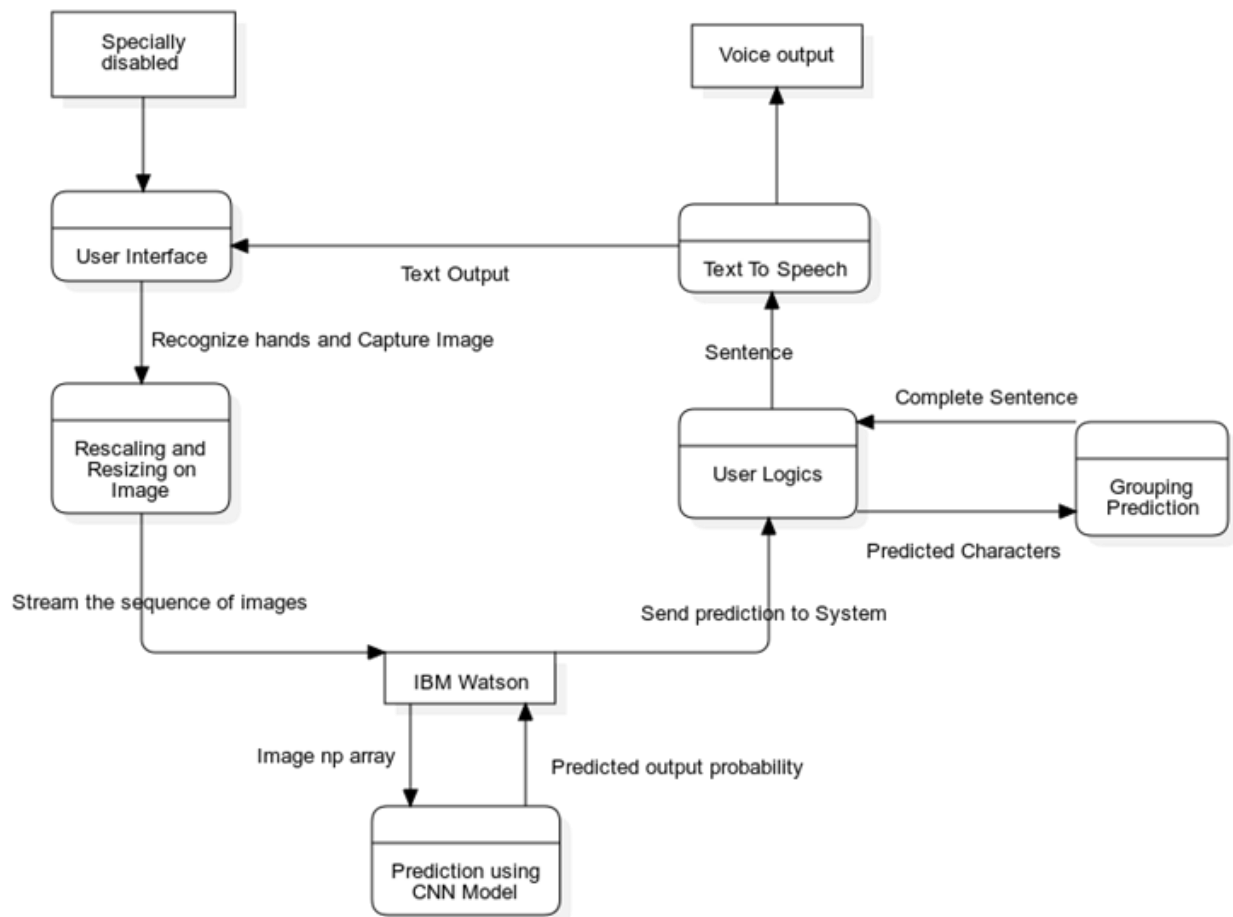 Specially
disabled
Voice output
User Interface
Text To Speech
Text Output
Recognize hands and Capture Image
Sentence
Complete Sentence
Rescaling and
Resizing on
Image
User Logics
Grouping
Prediction
Predicted Characters
Stream the sequence of images
Send prediction to System
IBM Watson
Image np array
Predicted output probability
Prediction using
CNN Model